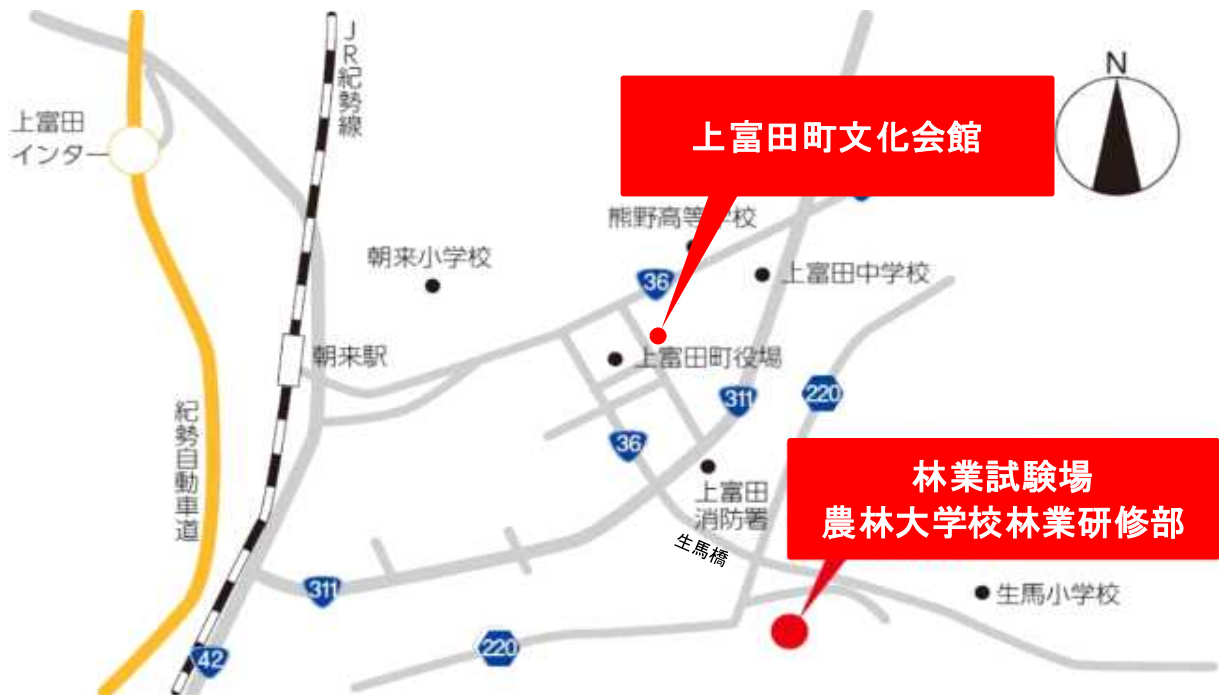 JR紀勢線
N
上富田
インター
上富田町文化会館
熊野高等学校
朝来小学校
上富田中学校
36
朝来駅
上富田町役場
311
220
紀勢自動車道
36
林業試験場
農林大学校林業研修部
上富田
消防署
生馬橋
311
生馬小学校
220
42